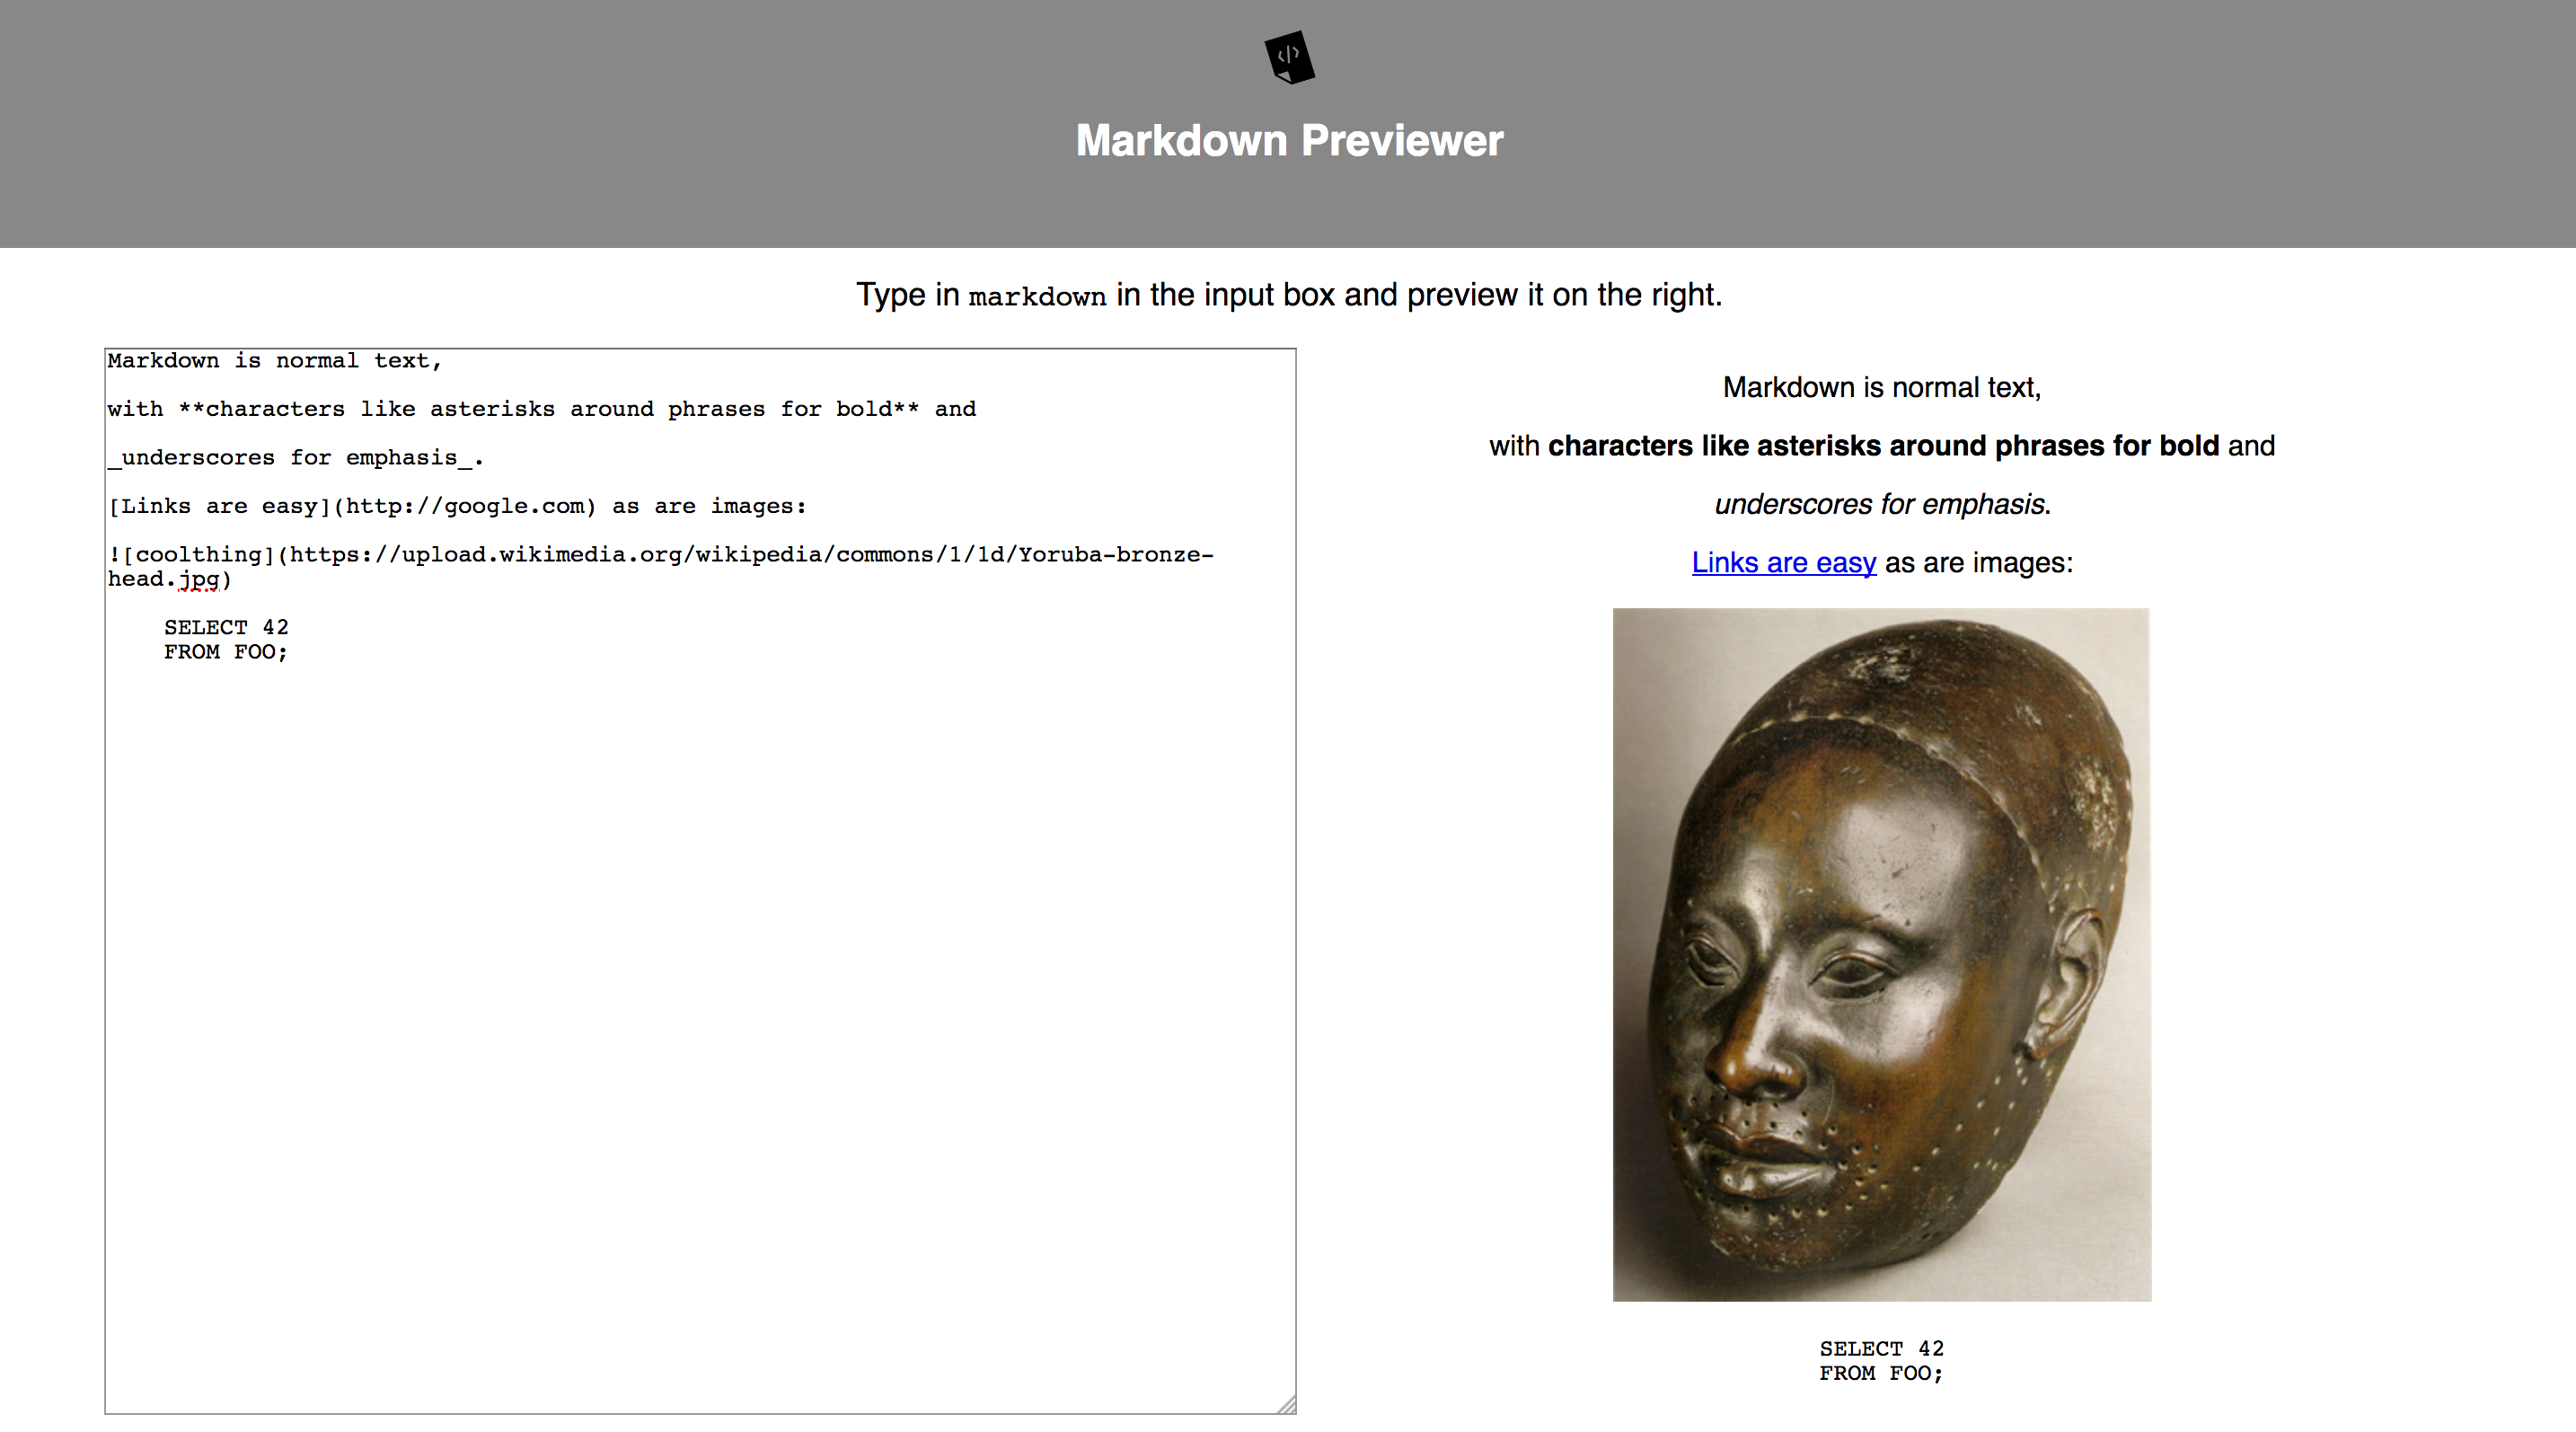 </>
Markdown Previewer
Type in markdown in the input box and preview it on the right.
Markdown is normal text,
with **characters like asterisks around phrases for bold** and
_underscores for emphasis_.
[Links are easy](http://google.com) as are images:
![coolthing](https://upload.wikimedia.org/wikipedia/commons/1/1d/Yoruba-bronze-
head.jpg)
    SELECT 42
    FROM FOO;
Markdown is normal text,
with characters like asterisks around phrases for bold and
underscores for emphasis.
Links are easy as are images:
SELECT 42
FROM FOO;